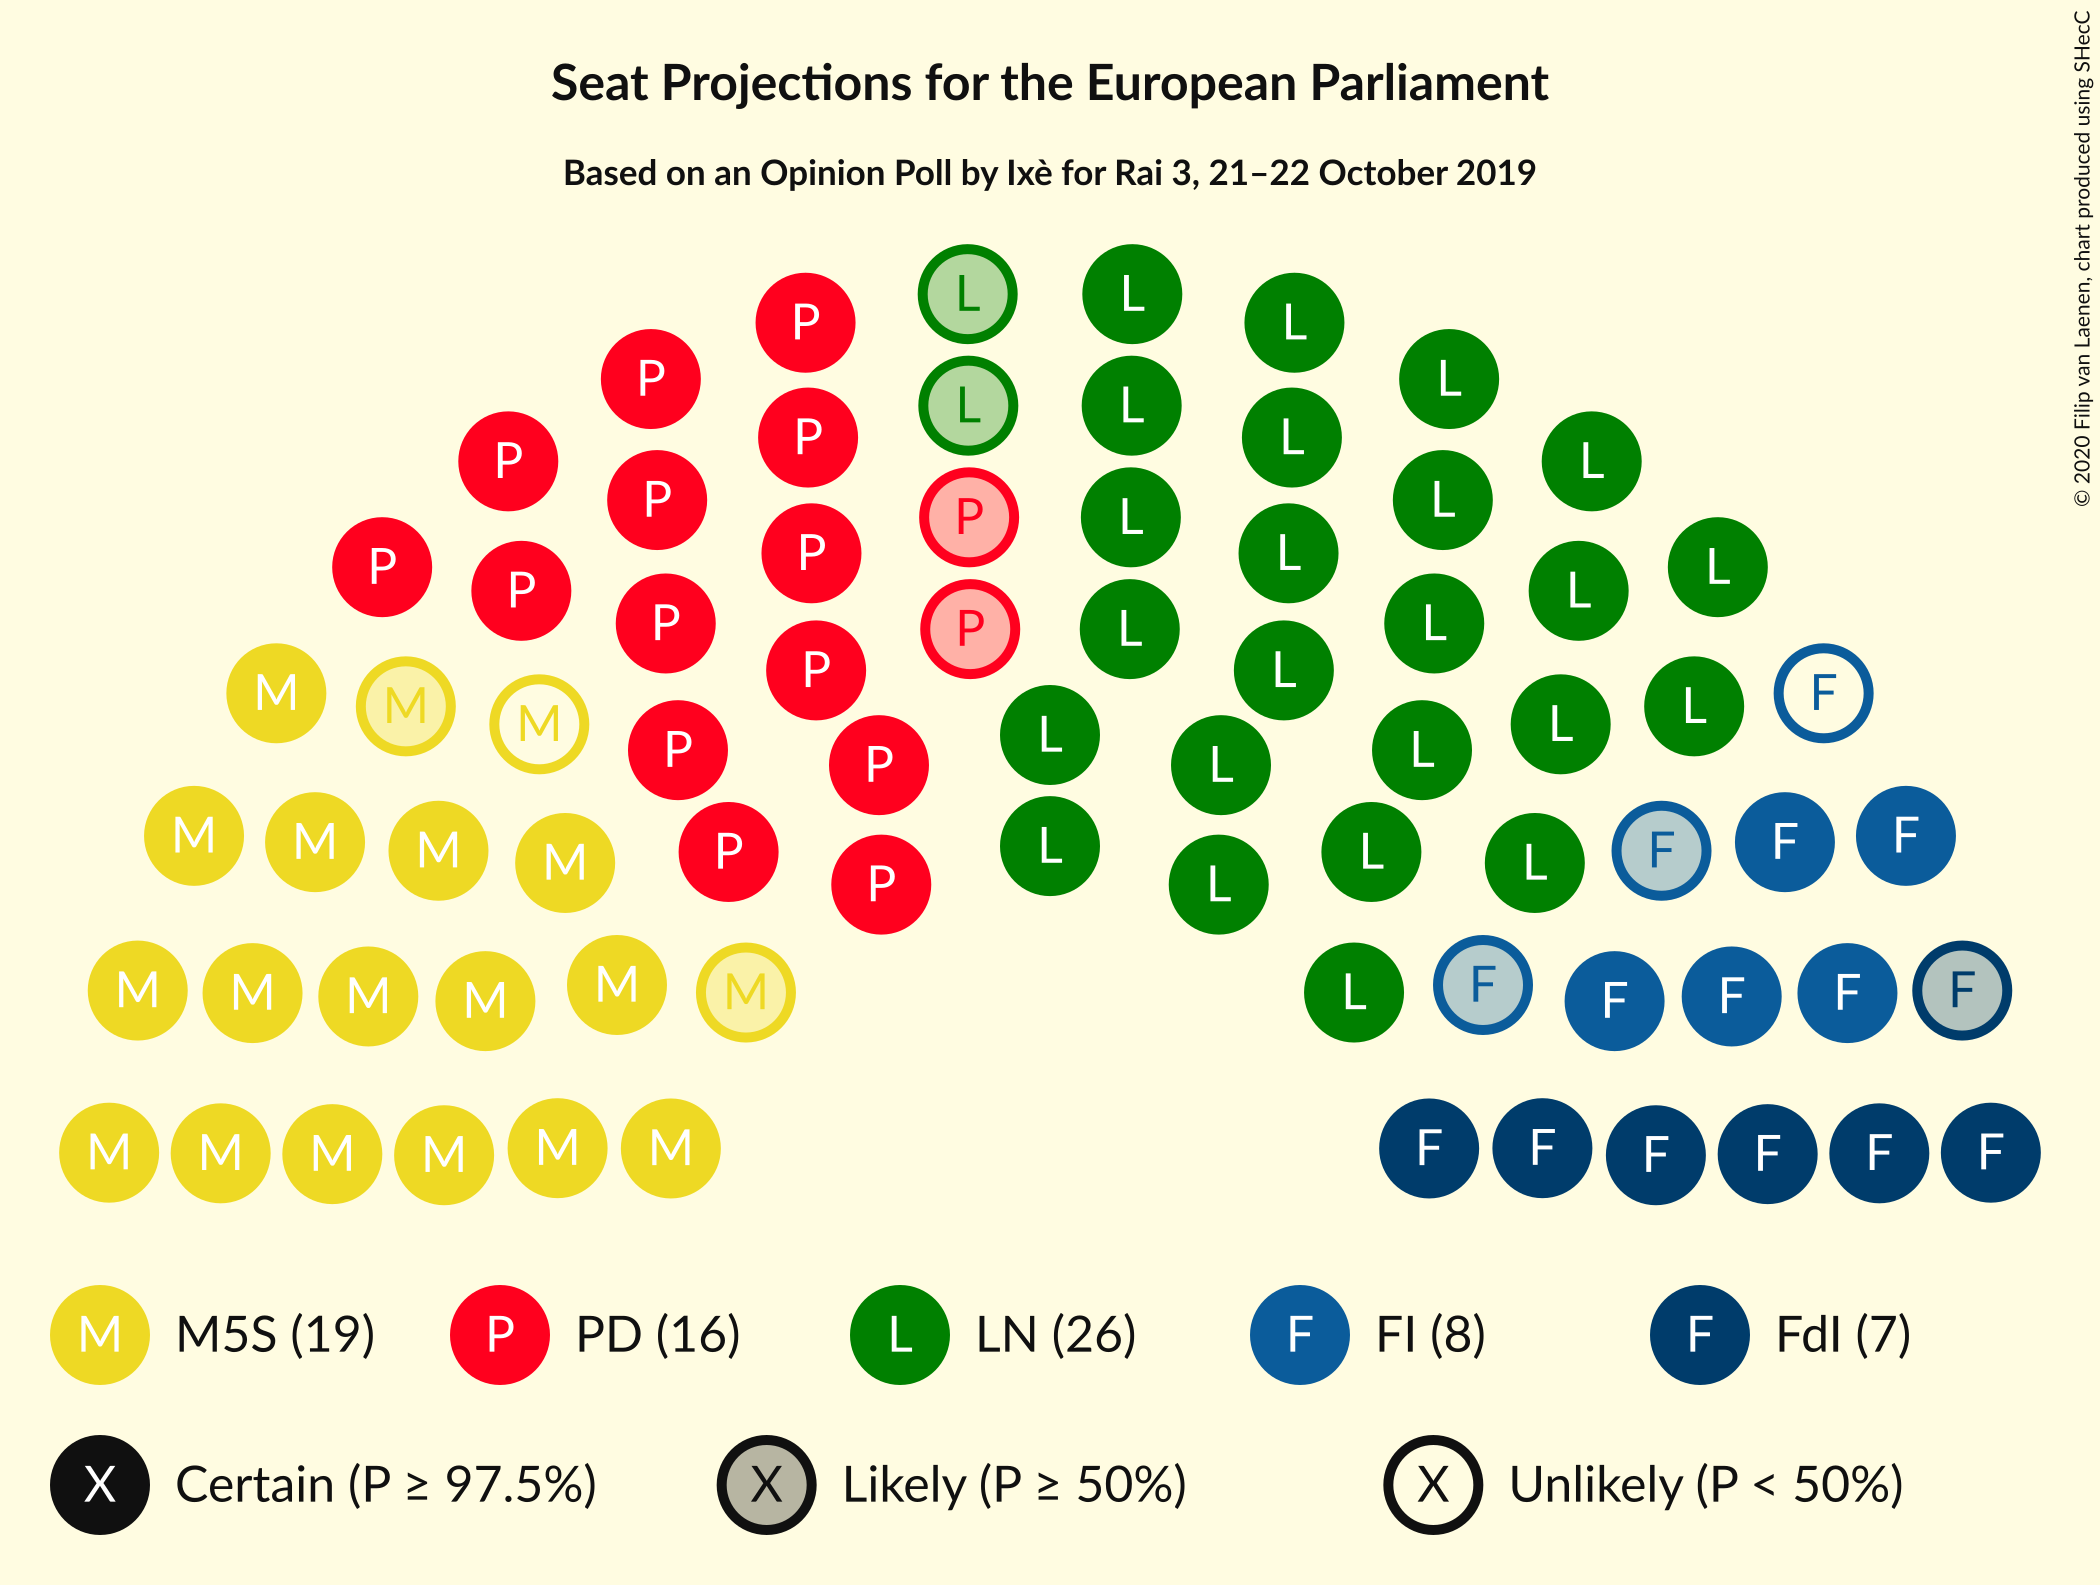 Seat Projections for the European Parliament
Based on an Opinion Poll by Ixè for Rai 3, 21–22 October 2019
© 2020 Filip van Laenen, chart produced using SHecC
L L
P L
P L L L
P P L L
P P L
P L L
P P L
P P L L
P P L L
P L L
M M M P P L L L L L F
P L L L
M M M M P P L L L L F F F
M M M M M M L F F F F F
M M M M M M F F F F F F
M M5S (19) P PD (16) L LN (26) F FI (8) F FdI (7)
X Certain (P ≥ 97.5%) X Likely (P ≥ 50%) X Unlikely (P < 50%)